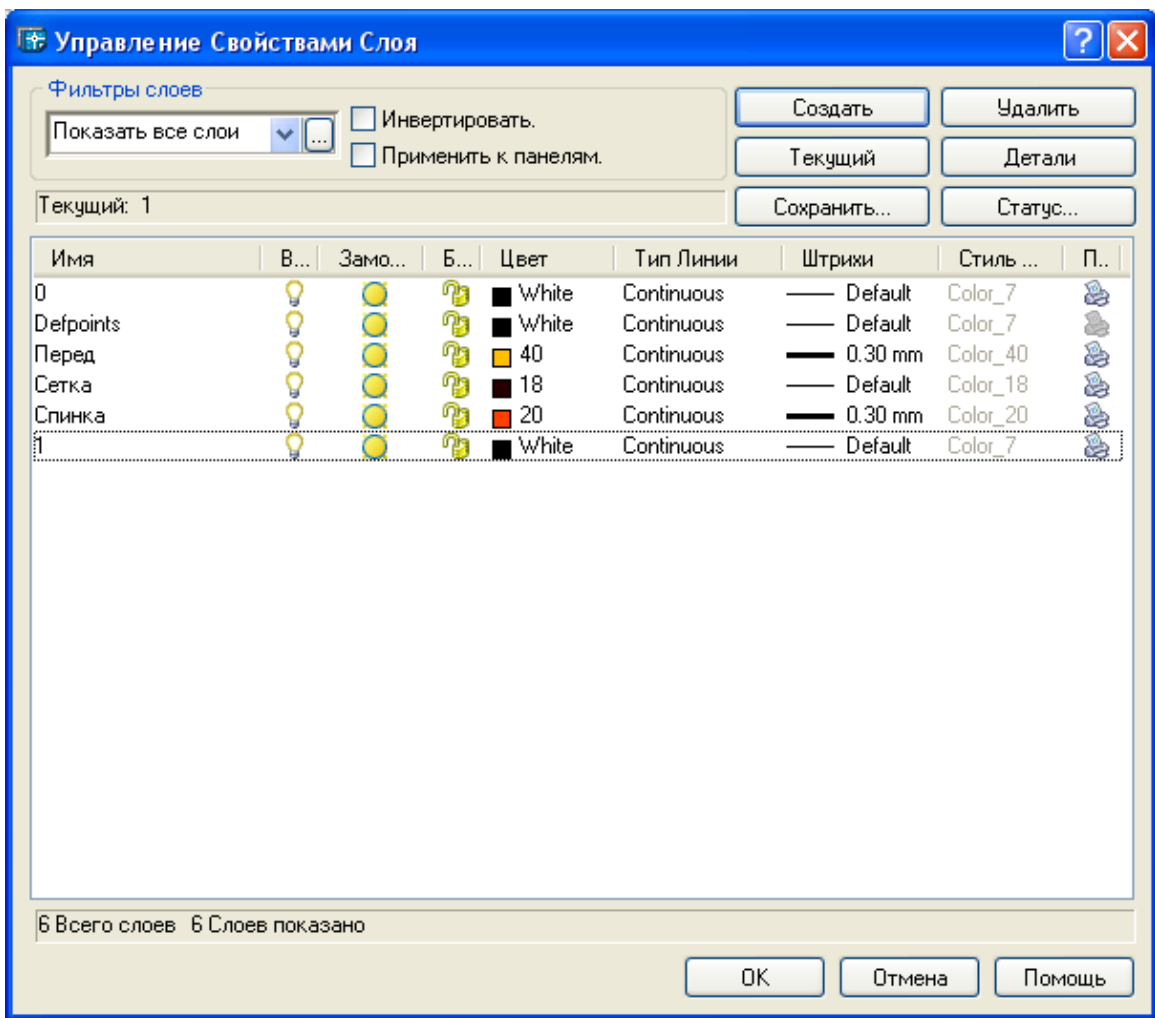 Управление Свойствами Слоя
Фильтры слоев
Показать все слои ...
Инвертировать.
Применить к панелям.
Создать Удалить
Текущий Детали
Сохранить... Статус...
Текущий: 1
Имя В... Замо... Б... Цвет Тип Линии Штрихи Стиль ... П..
0 White Continuous Default Color_7
Defpoints White Continuous Default Color_7
Перед 40 Continuous 0.30 mm Color_40
Сетка 18 Continuous Default Color_18
Спинка 20 Continuous 0.30 mm Color_20
1 White Continuous Default Color_7
6 Всего слоев 6 Слоев показано
OK Отмена Помощь